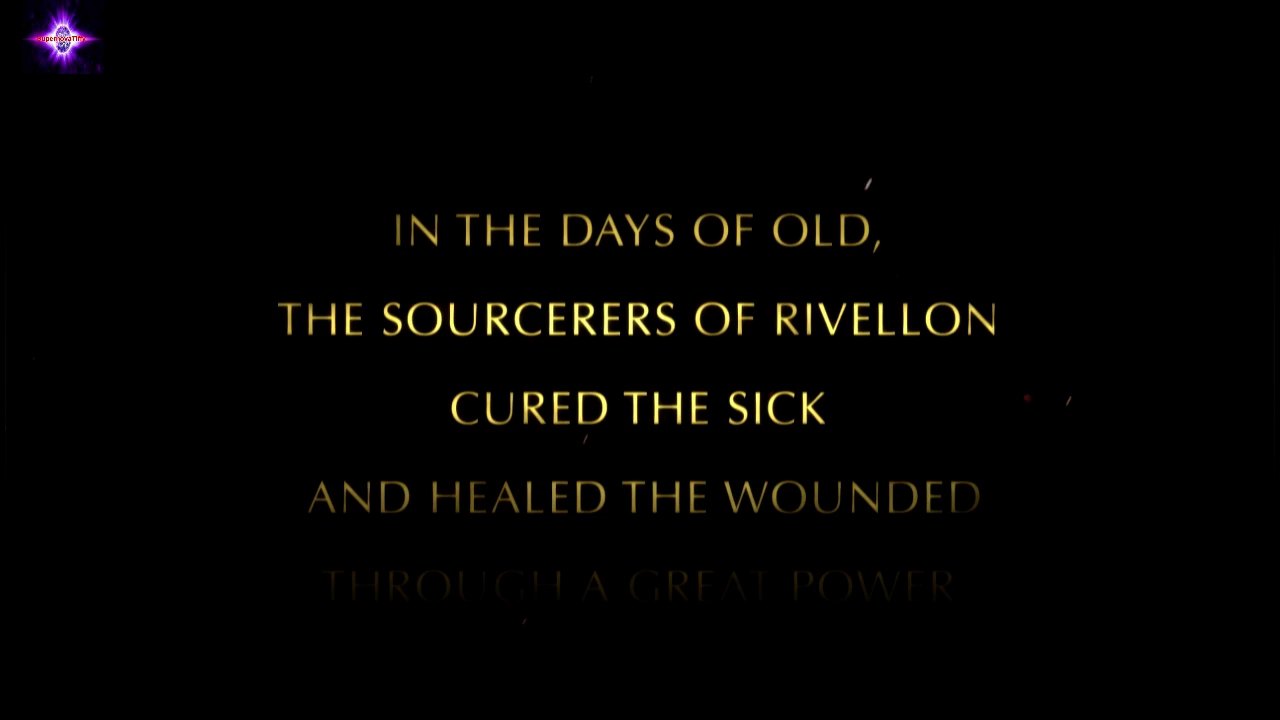 IN THE DAYS OF OLD,
THE SOURCERERS OF RIVELLON
CURED THE SICK
AND HEALED THE WOUNDED
THROUGH A GREAT POWER